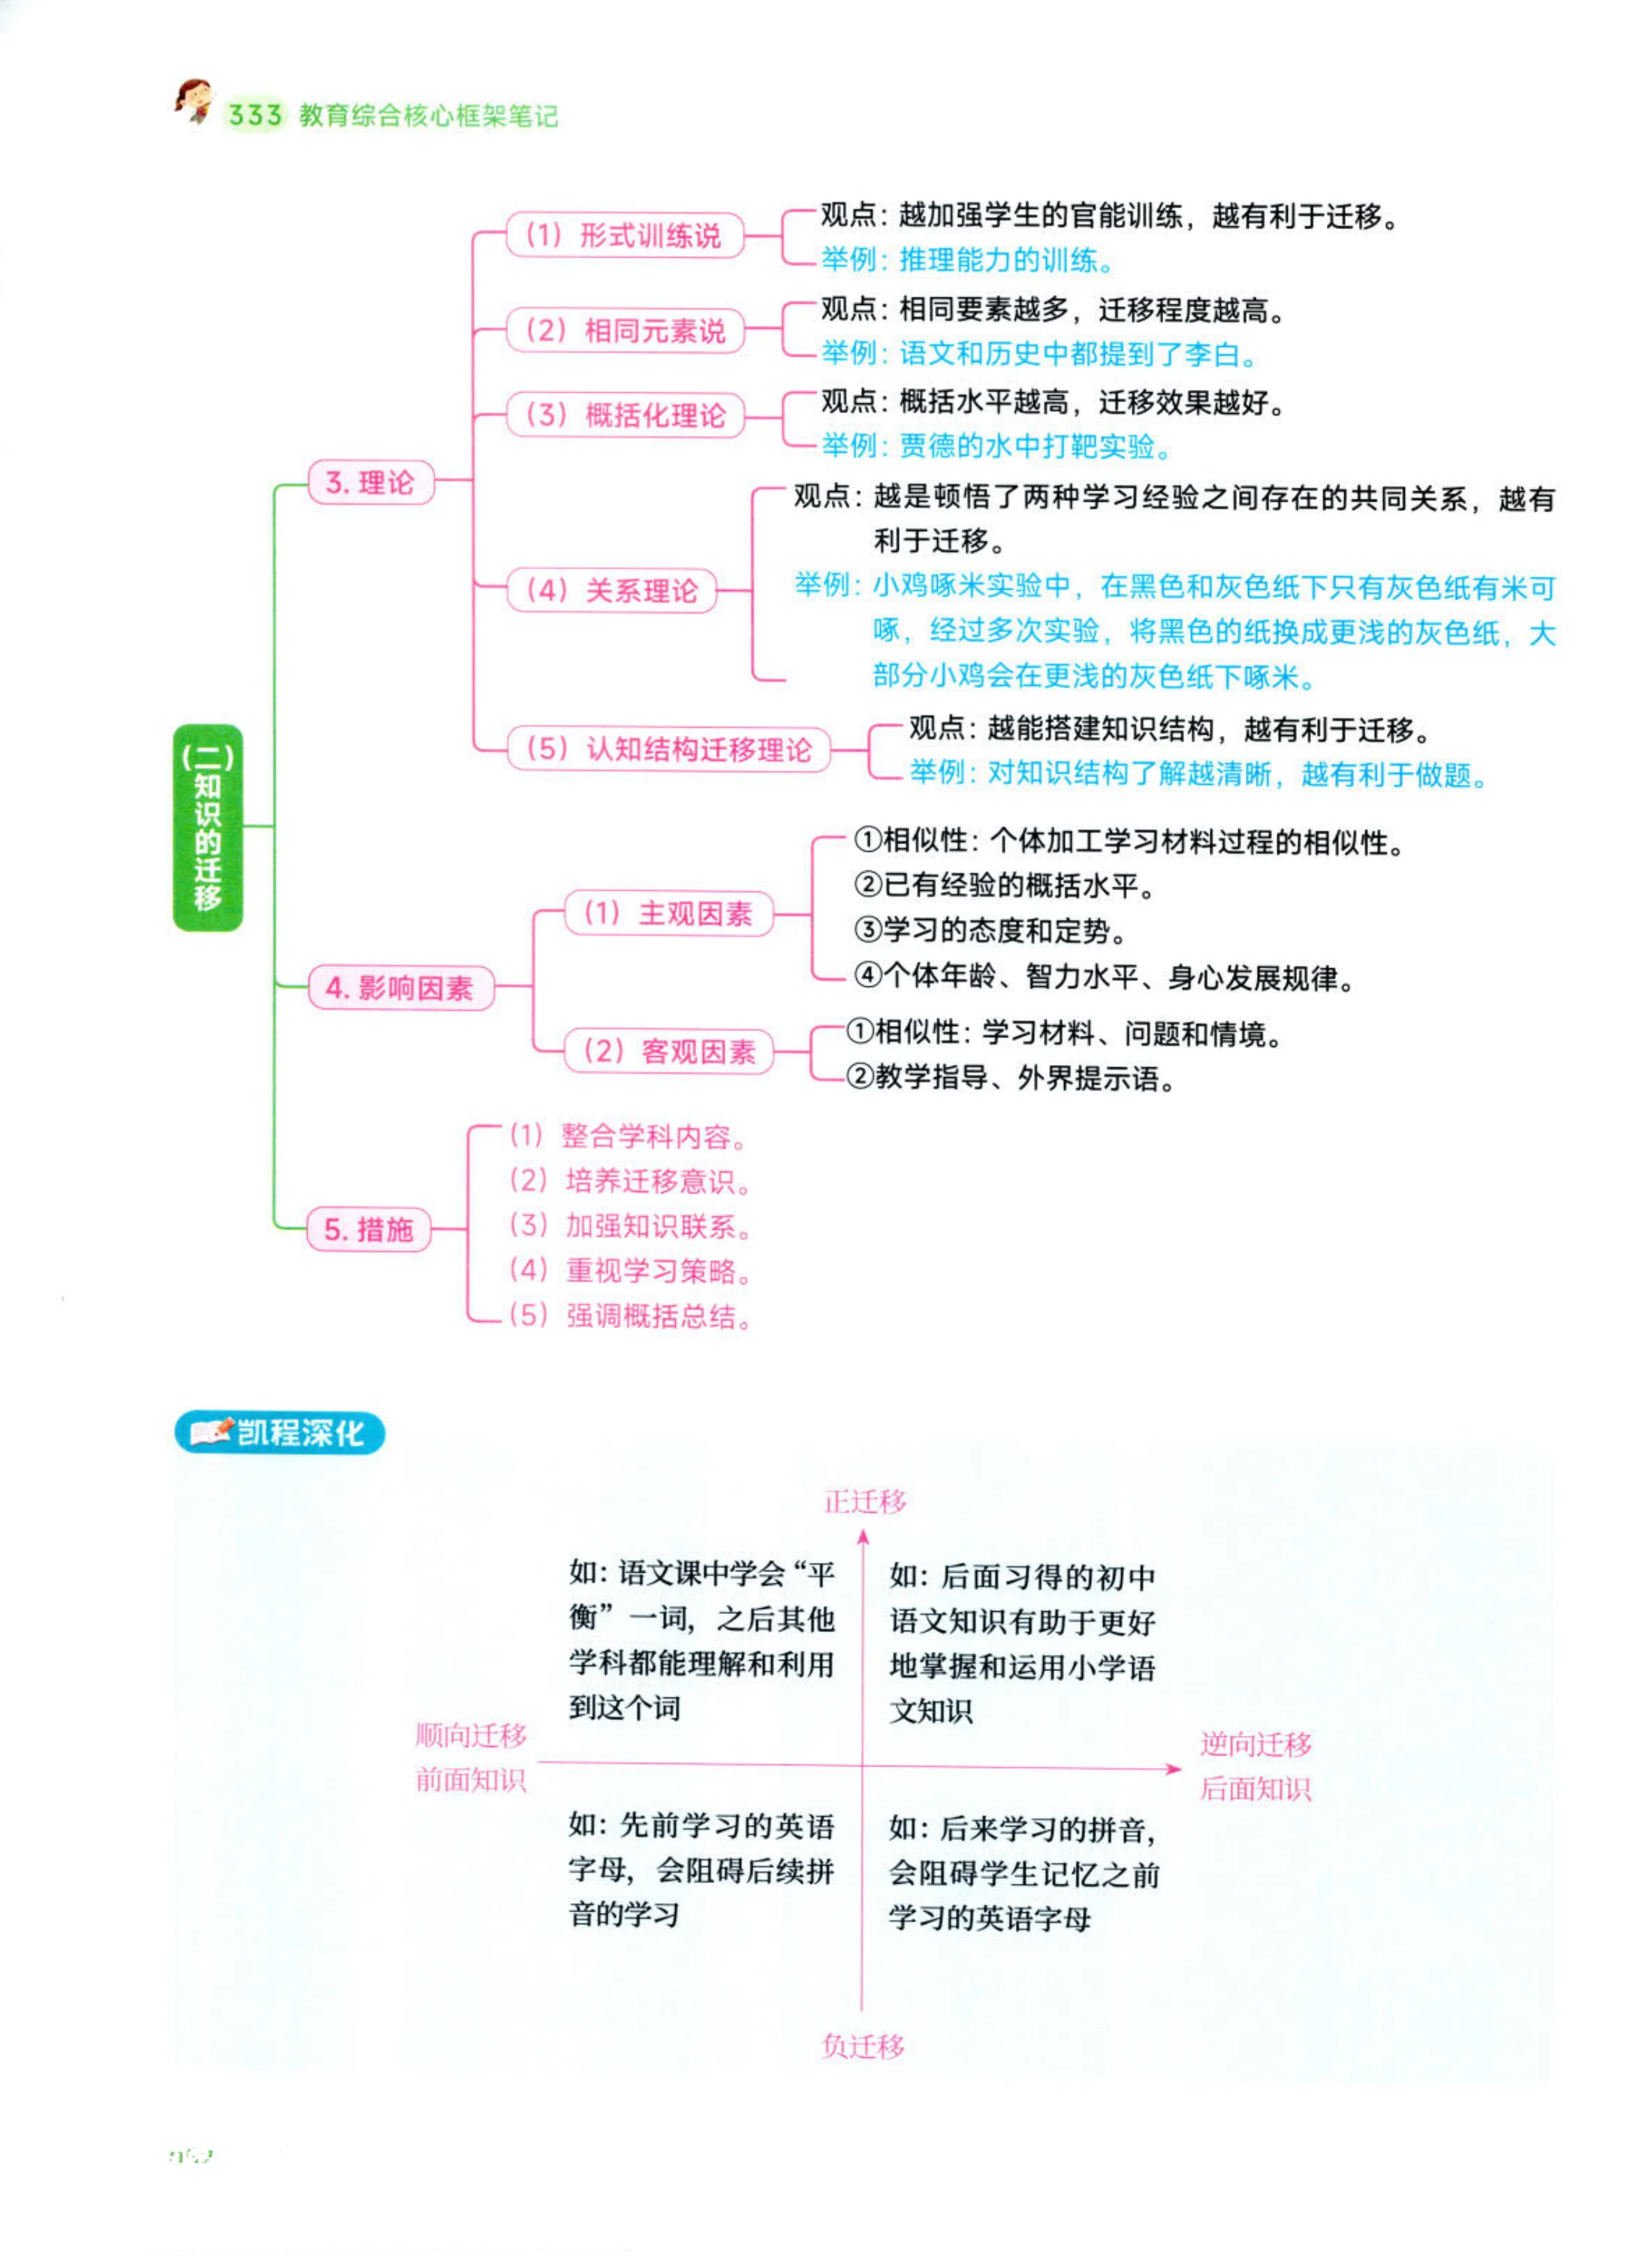 333 教育综合核心框架笔记
(二)知识的迁移
3. 理论
(1) 形式训练说
观点：越加强学生的官能训练，越有利于迁移。
举例：推理能力的训练。
(2) 相同元素说
观点：相同要素越多，迁移程度越高。
举例：语文和历史中都提到了李白。
(3) 概括化理论
观点：概括水平越高，迁移效果越好。
举例：贾德的水中打靶实验。
(4) 关系理论
观点：越是顿悟了两种学习经验之间存在的共同关系，越有
利于迁移。
举例：小鸡啄米实验中，在黑色和灰色纸下只有灰色纸有米可
啄，经过多次实验，将黑色的纸换成更浅的灰色纸，大
部分小鸡会在更浅的灰色纸下啄米。
(5) 认知结构迁移理论
观点：越能搭建知识结构，越有利于迁移。
举例：对知识结构了解越清晰，越有利于做题。
4. 影响因素
(1) 主观因素
①相似性：个体加工学习材料过程的相似性。
②已有经验的概括水平。
③学习的态度和定势。
④个体年龄、智力水平、身心发展规律。
(2) 客观因素
①相似性：学习材料、问题和情境。
②教学指导、外界提示语。
5. 措施
(1) 整合学科内容。
(2) 培养迁移意识。
(3) 加强知识联系。
(4) 重视学习策略。
(5) 强调概括总结。
凯程深化
正迁移
如：语文课中学会“平
衡”一词，之后其他
学科都能理解和利用
到这个词
如：后面习得的初中
语文知识有助于更好
地掌握和运用小学语
文知识
顺向迁移
前面知识
逆向迁移
后面知识
如：先前学习的英语
字母，会阻碍后续拼
音的学习
如：后来学习的拼音，
会阻碍学生记忆之前
学习的英语字母
负迁移